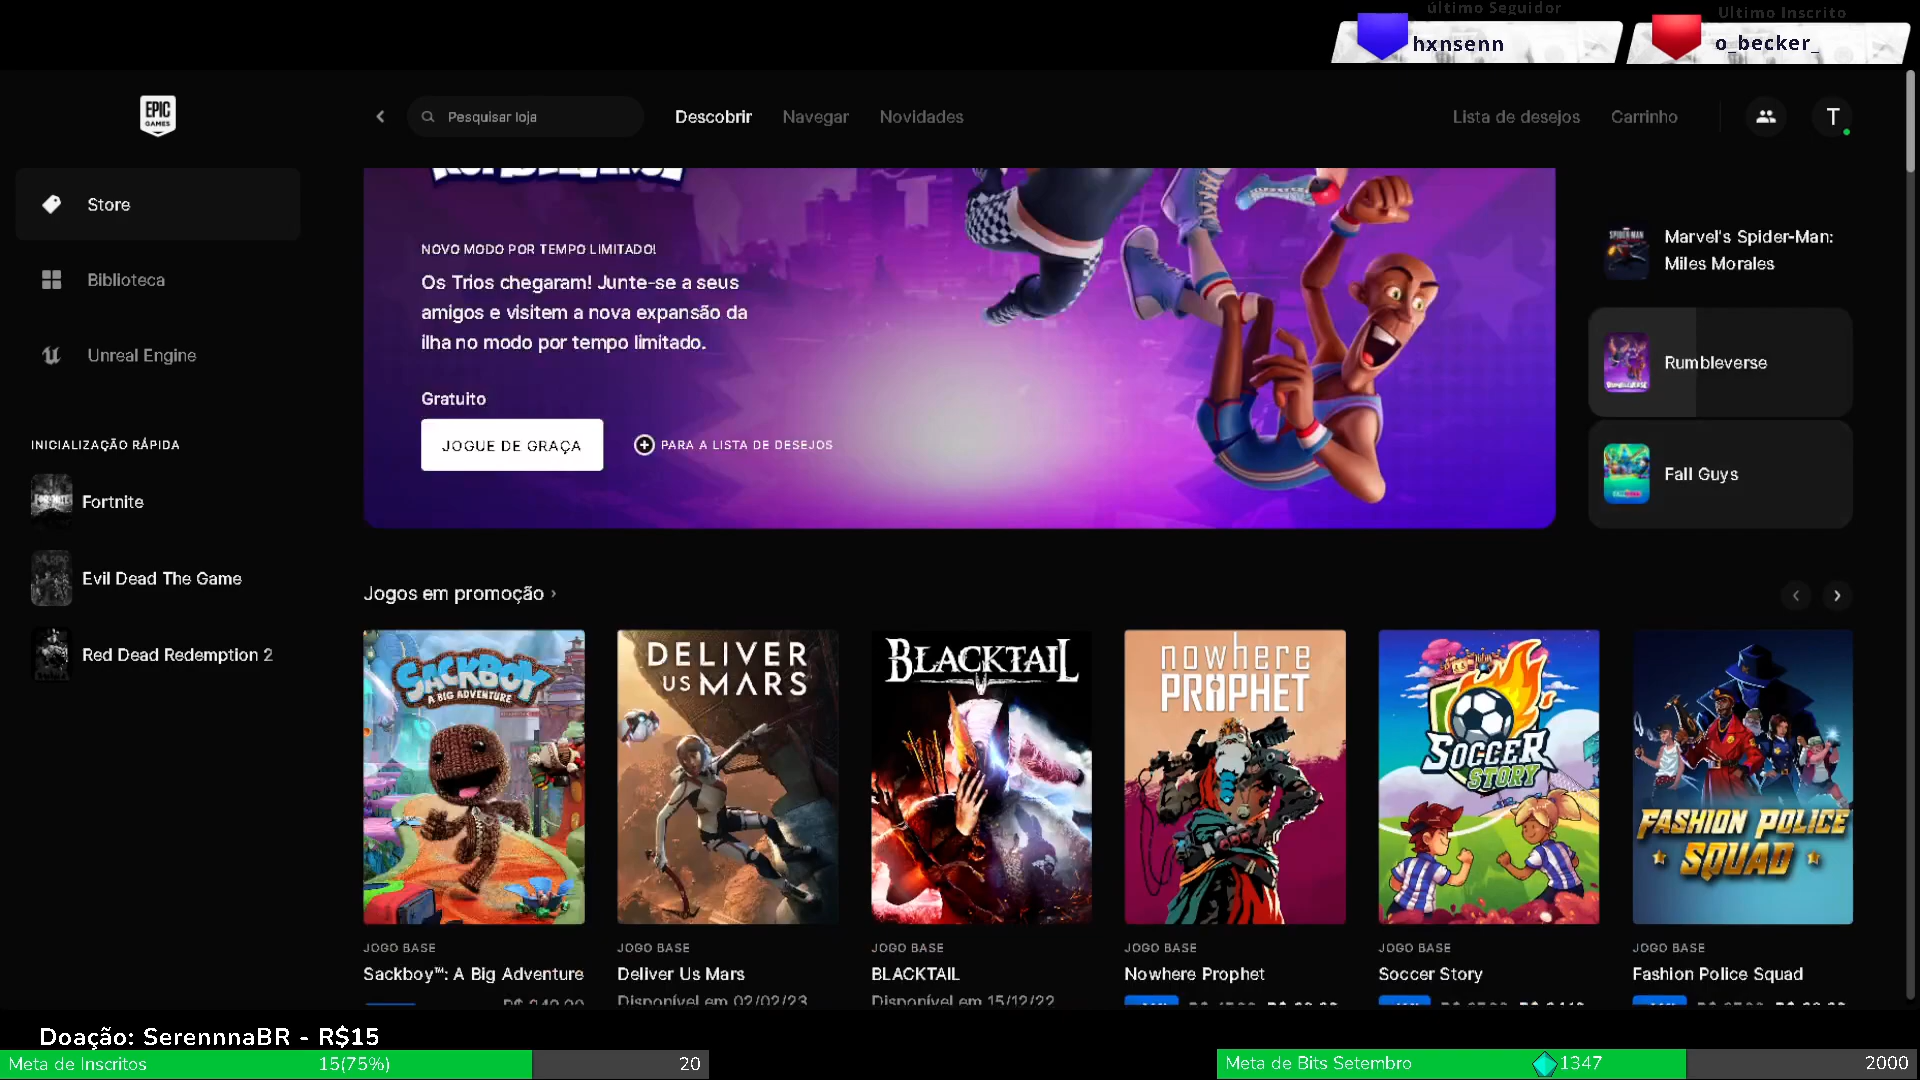 último Seguidor
Ultimo Inscrito
hxnsenn
o_becker_
EPIC
GAMES
Pesquisar loja
Descobrir
Navegar
Novidades
Lista de desejos
Carrinho
T
Store
Biblioteca
Unreal Engine
INICIALIZAÇÃO RÁPIDA
Fortnite
Evil Dead The Game
Red Dead Redemption 2
NOVO MODO POR TEMPO LIMITADO!
Os Trios chegaram! Junte-se a seus
amigos e visitem a nova expansão da
ilha no modo por tempo limitado.
Gratuito
JOGUE DE GRAÇA
PARA A LISTA DE DESEJOS
Marvel's Spider-Man:
Miles Morales
Rumbleverse
Fall Guys
Jogos em promoção
SACKBOY
A BIG ADVENTURE
DELIVER
US MARS
BLACKTAIL
nowhere
PROPHET
SOCCER
STORY
FASHION POLICE
SQUAD
JOGO BASE
Sackboy™: A Big Adventure
JOGO BASE
Deliver Us Mars
Disponível em 02/02/23
JOGO BASE
BLACKTAIL
Disponível em 15/12/22
JOGO BASE
Nowhere Prophet
JOGO BASE
Soccer Story
JOGO BASE
Fashion Police Squad
Doação: SerennnaBR - R$15
Meta de Inscritos 15(75%) 20
Meta de Bits Setembro 1347 2000